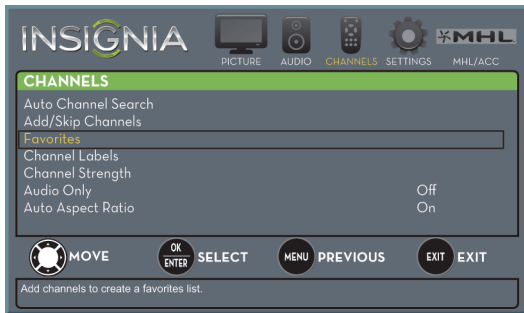 INSIGNIA
PICTURE AUDIO CHANNELS SETTINGS MHL MHL/ACC
CHANNELS
Auto Channel Search
Add/Skip Channels
Favorites
Channel Labels
Channel Strength
Audio Only Off
Auto Aspect Ratio On
MOVE OK ENTER SELECT MENU PREVIOUS EXIT EXIT
Add channels to create a favorites list.